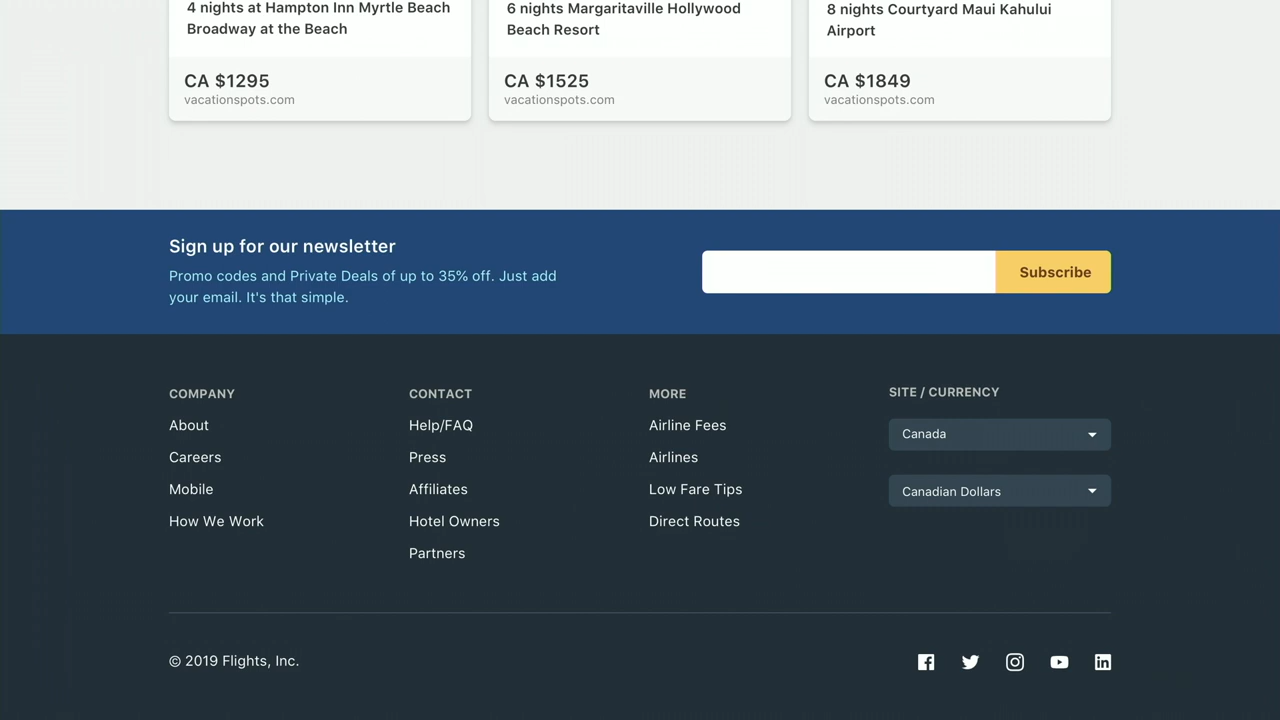 4 nights at Hampton Inn Myrtle Beach
Broadway at the Beach
CA $1295
vacationspots.com
6 nights Margaritaville Hollywood
Beach Resort
CA $1525
vacationspots.com
8 nights Courtyard Maui Kahului
Airport
CA $1849
vacationspots.com
Sign up for our newsletter
Promo codes and Private Deals of up to 35% off. Just add
your email. It's that simple.
Subscribe
COMPANY
About
Careers
Mobile
How We Work
CONTACT
Help/FAQ
Press
Affiliates
Hotel Owners
Partners
MORE
Airline Fees
Airlines
Low Fare Tips
Direct Routes
SITE / CURRENCY
Canada
Canadian Dollars
© 2019 Flights, Inc.